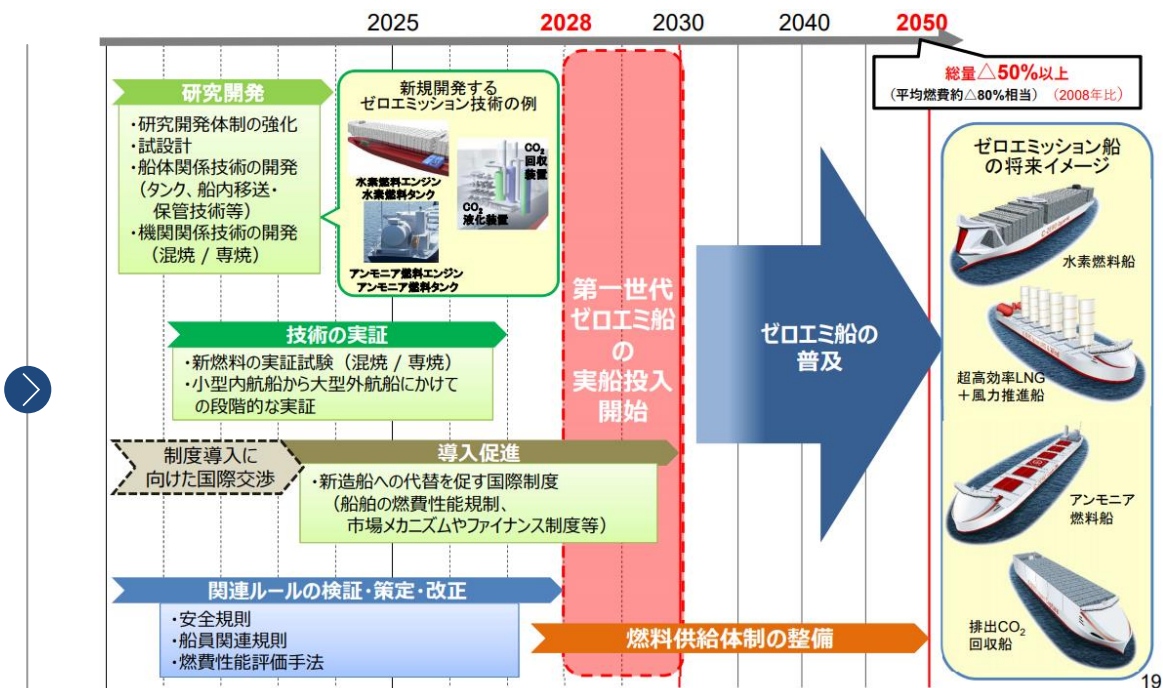 2025
2028
2030
2040
2050
総量△50%以上
（平均燃費約△80%相当）（2008年比）
研究開発
・研究開発体制の強化
・試設計
・船体関係技術の開発
（タンク、船内移送・
保管技術等）
・機関関係技術の開発
（混焼 / 専焼）
新規開発する
ゼロエミッション技術の例
水素燃料エンジン
水素燃料タンク
CO2
回収
装置
CO2
液化装置
アンモニア燃料エンジン
アンモニア燃料タンク
技術の実証
・新燃料の実証試験（混焼 / 専焼）
・小型内航船から大型外航船にかけて
の段階的な実証
制度導入に
向けた国際交渉
導入促進
・新造船への代替を促す国際制度
（船舶の燃費性能規制、
市場メカニズムやファイナンス制度等）
関連ルールの検証・策定・改正
・安全規則
・船員関連規則
・燃費性能評価手法
第一世代
ゼロエミ船
の
実船投入
開始
ゼロエミ船の
普及
燃料供給体制の整備
ゼロエミッション船
の将来イメージ
水素燃料船
超高効率LNG
＋風力推進船
アンモニア
燃料船
排出CO2
回収船
19